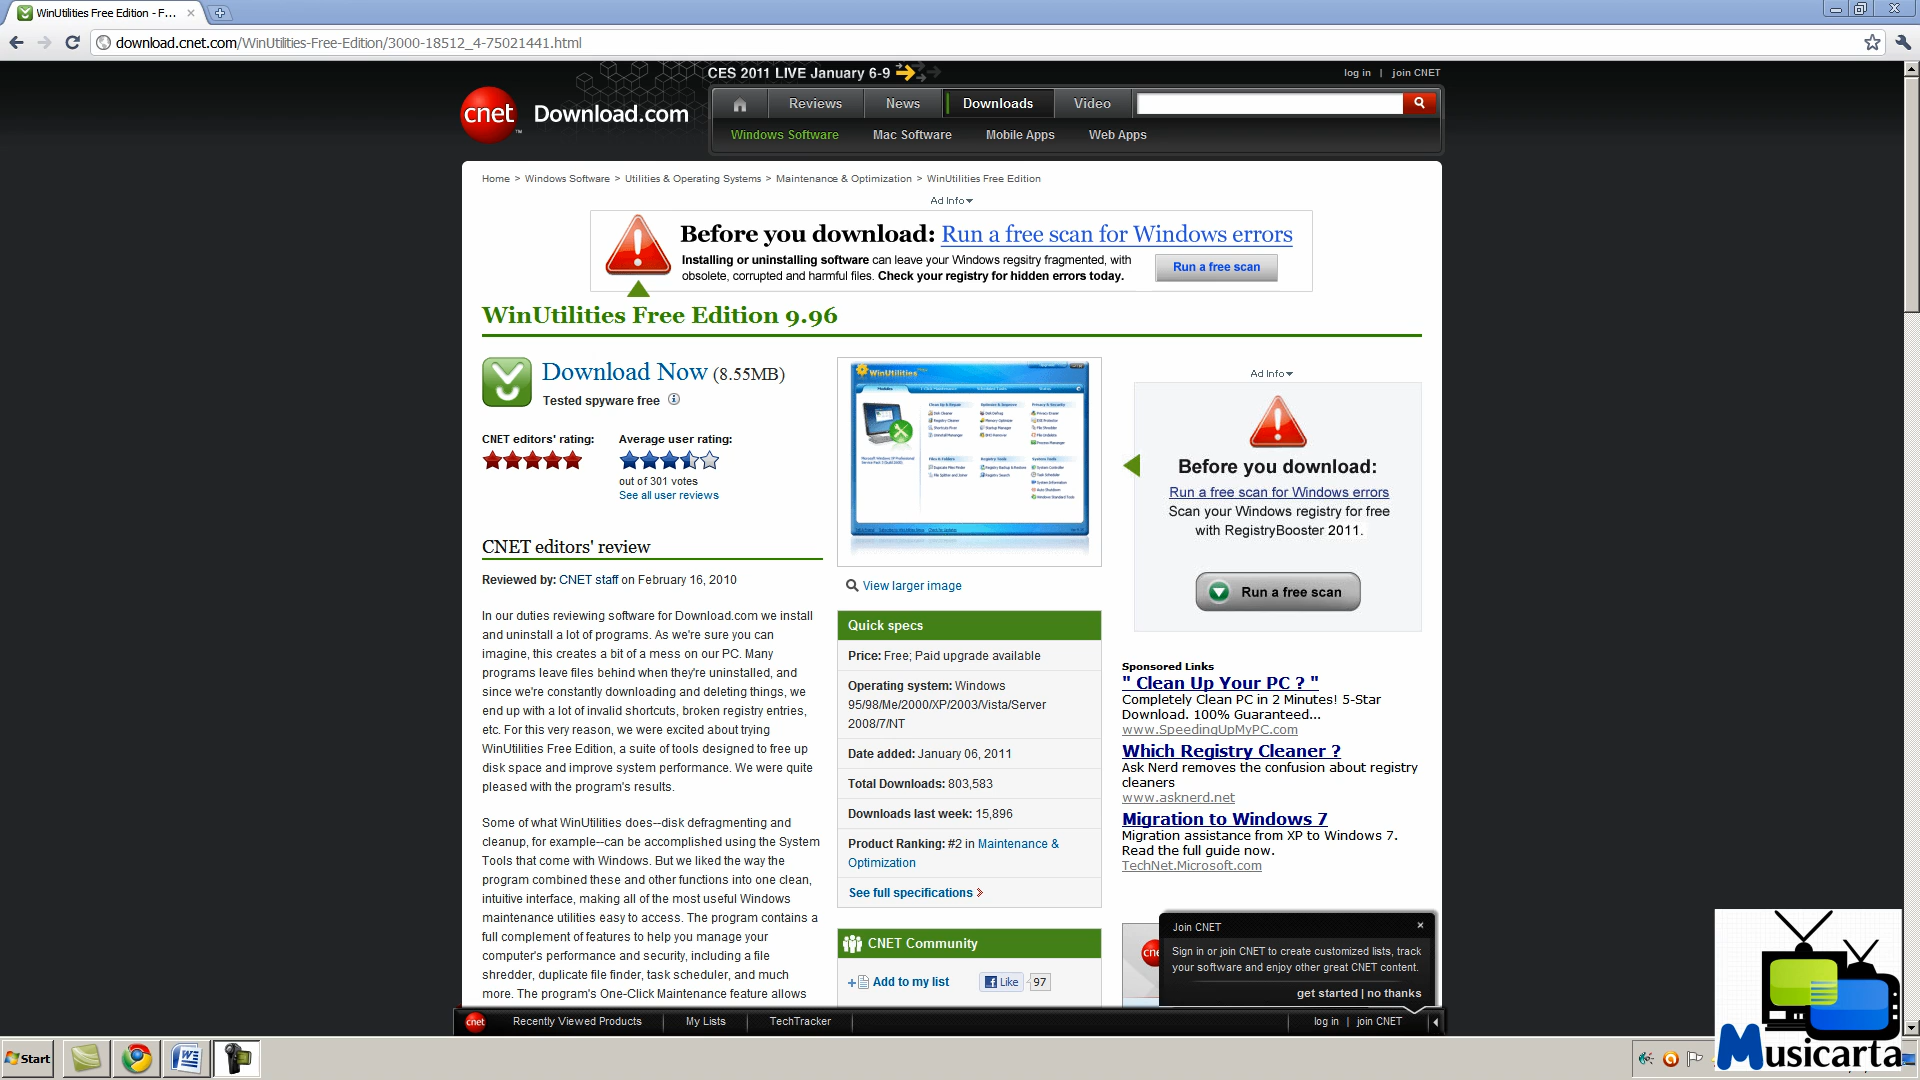 WinUtilities Free Edition - F...
download.cnet.com/WinUtilities-Free-Edition/3000-18512_4-75021441.html
CES 2011 LIVE January 6-9
log in | join CNET
cnet Download.com
Reviews News Downloads Video
Windows Software Mac Software Mobile Apps Web Apps
Home > Windows Software > Utilities & Operating Systems > Maintenance & Optimization > WinUtilities Free Edition
Ad Info
Before you download: Run a free scan for Windows errors
Installing or uninstalling software can leave your Windows regsitry fragmented, with
obsolete, corrupted and harmful files. Check your registry for hidden errors today.
Run a free scan
WinUtilities Free Edition 9.96
Download Now (8.55MB)
Tested spyware free
CNET editors' rating:
Average user rating:
out of 301 votes
See all user reviews
CNET editors' review
Reviewed by: CNET staff on February 16, 2010
In our duties reviewing software for Download.com we install
and uninstall a lot of programs. As we're sure you can
imagine, this creates a bit of a mess on our PC. Many
programs leave files behind when they're uninstalled, and
since we're constantly downloading and deleting things, we
end up with a lot of invalid shortcuts, broken registry entries,
etc. For this very reason, we were excited about trying
WinUtilities Free Edition, a suite of tools designed to free up
disk space and improve system performance. We were quite
pleased with the program's results.
Some of what WinUtilities does--disk defragmenting and
cleanup, for example--can be accomplished using the System
Tools that come with Windows. But we liked the way the
program combined these and other functions into one clean,
intuitive interface, making all of the most useful Windows
maintenance utilities easy to access. The program contains a
full complement of features to help you manage your
computer's performance and security, including a file
shredder, duplicate file finder, task scheduler, and much
more. The program's One-Click Maintenance feature allows
WinUtilities
View larger image
Quick specs
Price: Free; Paid upgrade available
Operating system: Windows
95/98/Me/2000/XP/2003/Vista/Server
2008/7/NT
Date added: January 06, 2011
Total Downloads: 803,583
Downloads last week: 15,896
Product Ranking: #2 in Maintenance &
Optimization
See full specifications
CNET Community
Add to my list
Like 97
Ad Info
Before you download:
Run a free scan for Windows errors
Scan your Windows registry for free
with RegistryBooster 2011.
Run a free scan
Sponsored Links
" Clean Up Your PC ? "
Completely Clean PC in 2 Minutes! 5-Star
Download. 100% Guaranteed...
www.SpeedingUpMyPC.com
Which Registry Cleaner ?
Ask Nerd removes the confusion about registry
cleaners
www.asknerd.net
Migration to Windows 7
Migration assistance from XP to Windows 7.
Read the full guide now.
TechNet.Microsoft.com
Join CNET
Sign in or join CNET to create customized lists, track
your software and enjoy other great CNET content.
get started | no thanks
cnet Recently Viewed Products My Lists TechTracker log in | join CNET
Start
Musicarta